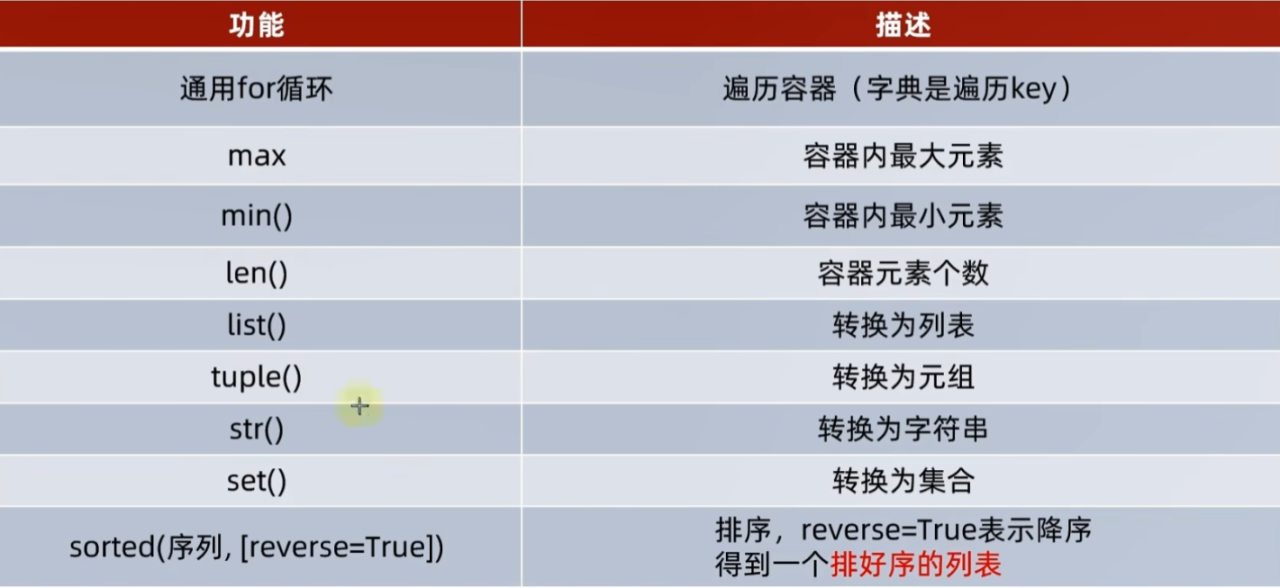 功能
描述
通用for循环
遍历容器（字典是遍历key）
max
容器内最大元素
min()
容器内最小元素
len()
容器元素个数
list()
转换为列表
tuple()
转换为元组
str()
转换为字符串
set()
转换为集合
sorted(序列, [reverse=True])
排序，reverse=True表示降序
得到一个排好序的列表